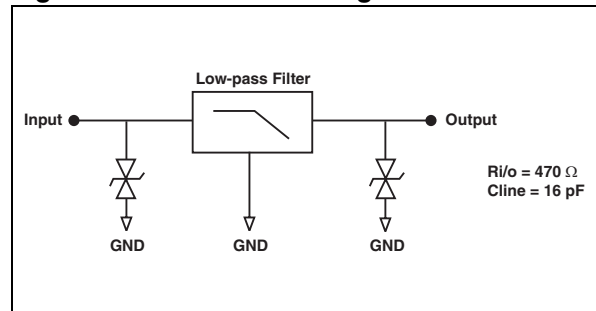 Low-pass Filter
Input
Output
Ri/o = 470 Ω
Cline = 16 pF
GND
GND
GND